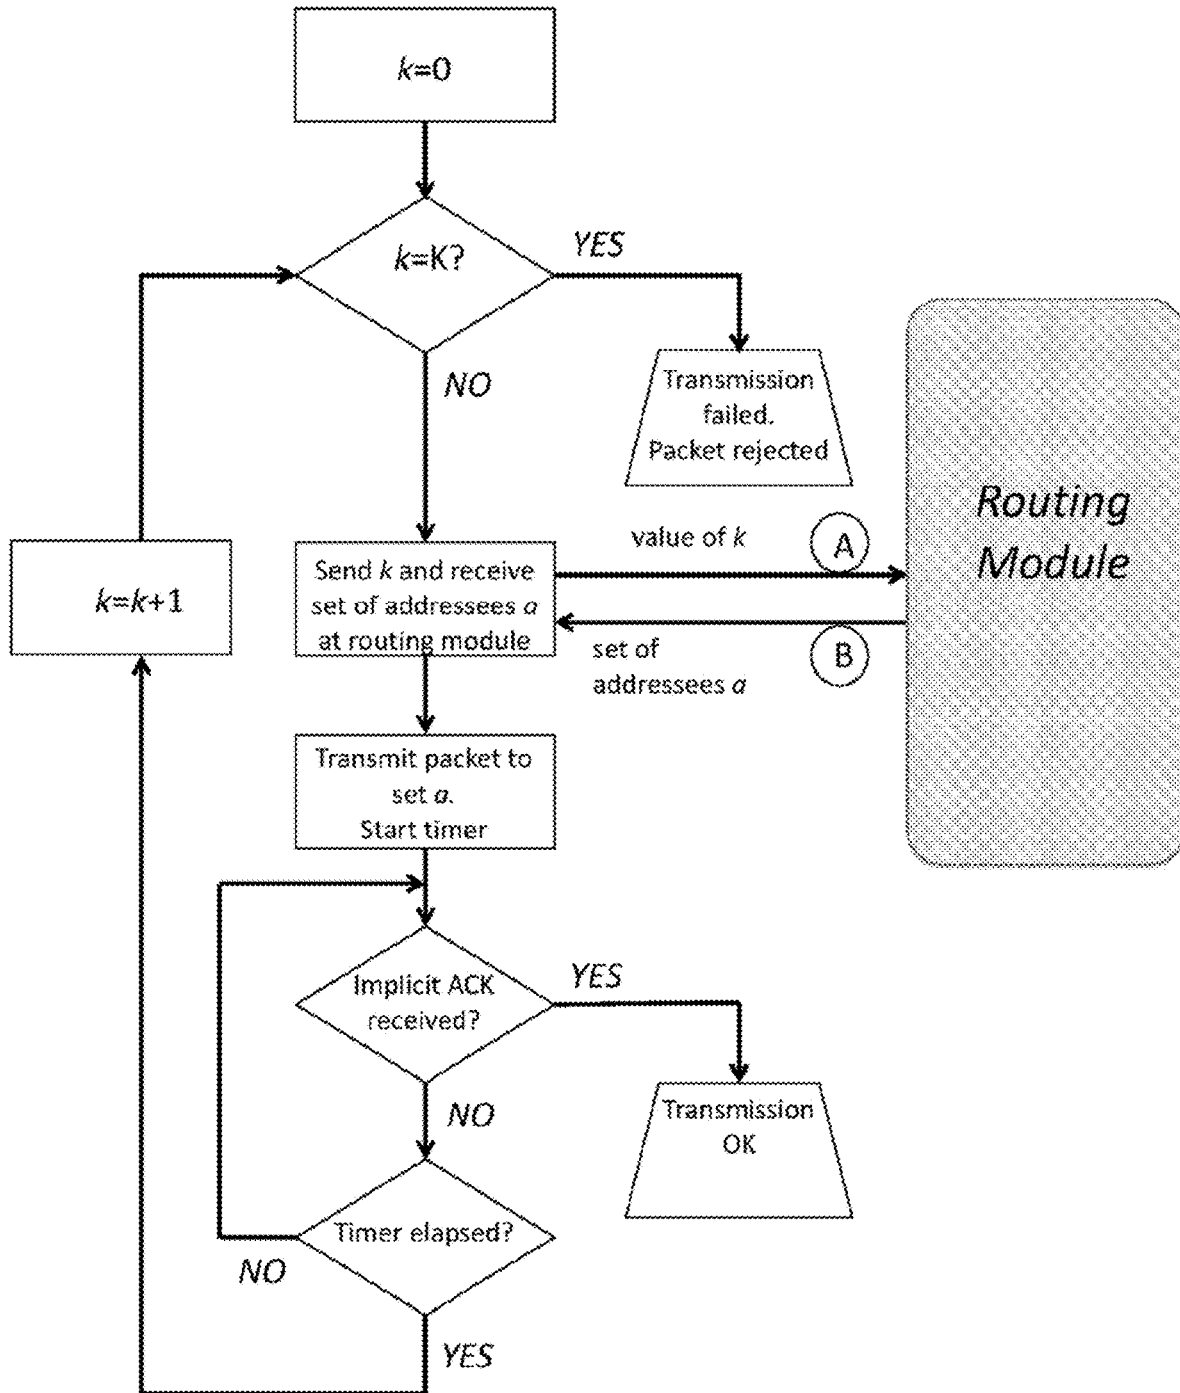 k=0
k=K?
YES
NO
Transmission
failed.
Packet rejected
Routing
Module
value of k
A
k=k+1
Send k and receive
set of addressees a
at routing module
B
set of
addressees a
Transmit packet to
set a.
Start timer
Implicit ACK
received?
YES
NO
Transmission
OK
Timer elapsed?
NO
YES